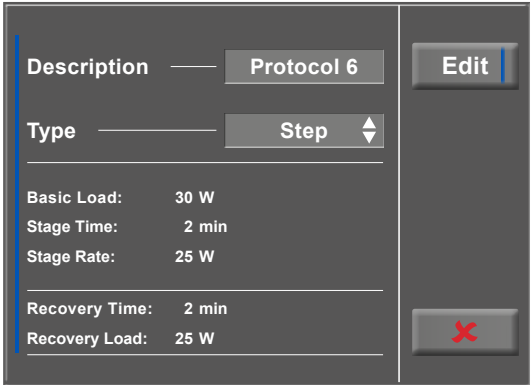 Description Protocol 6
Edit
Type Step
Basic Load: 30 W
Stage Time: 2 min
Stage Rate: 25 W
Recovery Time: 2 min
Recovery Load: 25 W